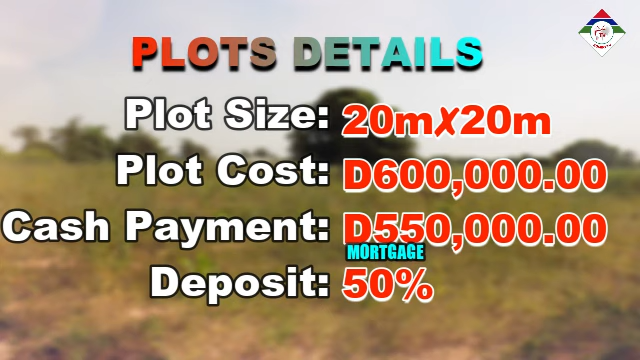 PLOTS DETAILS
Plot Size: 20mX20m
Plot Cost: D600,000.00
Cash Payment: D550,000.00
MORTGAGE
Deposit: 50%